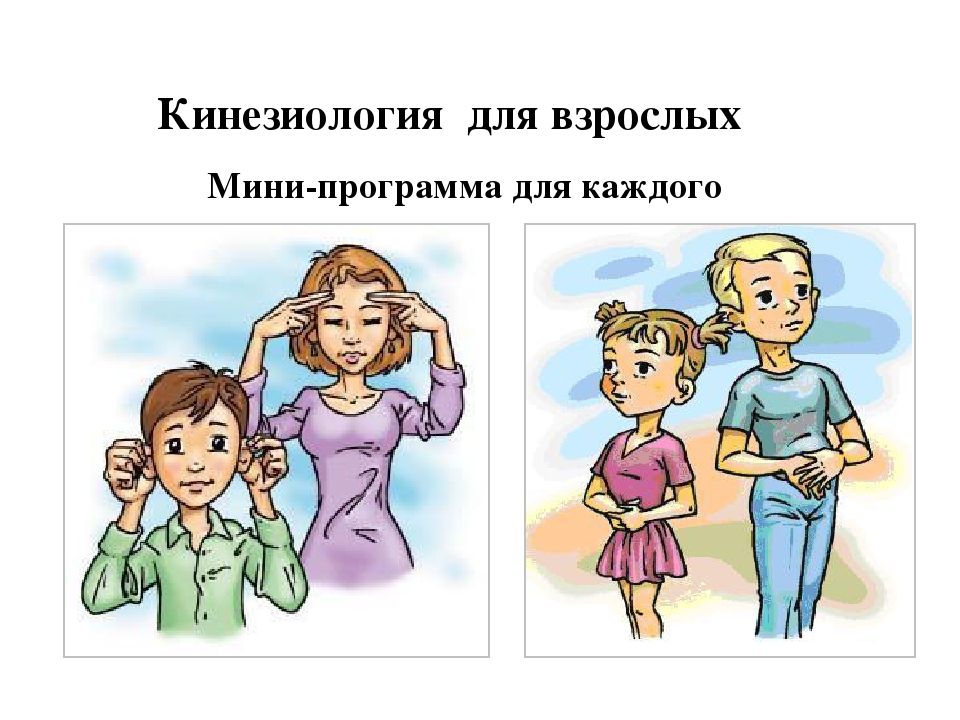 Кинезиология для взрослых
Мини-программа для каждого